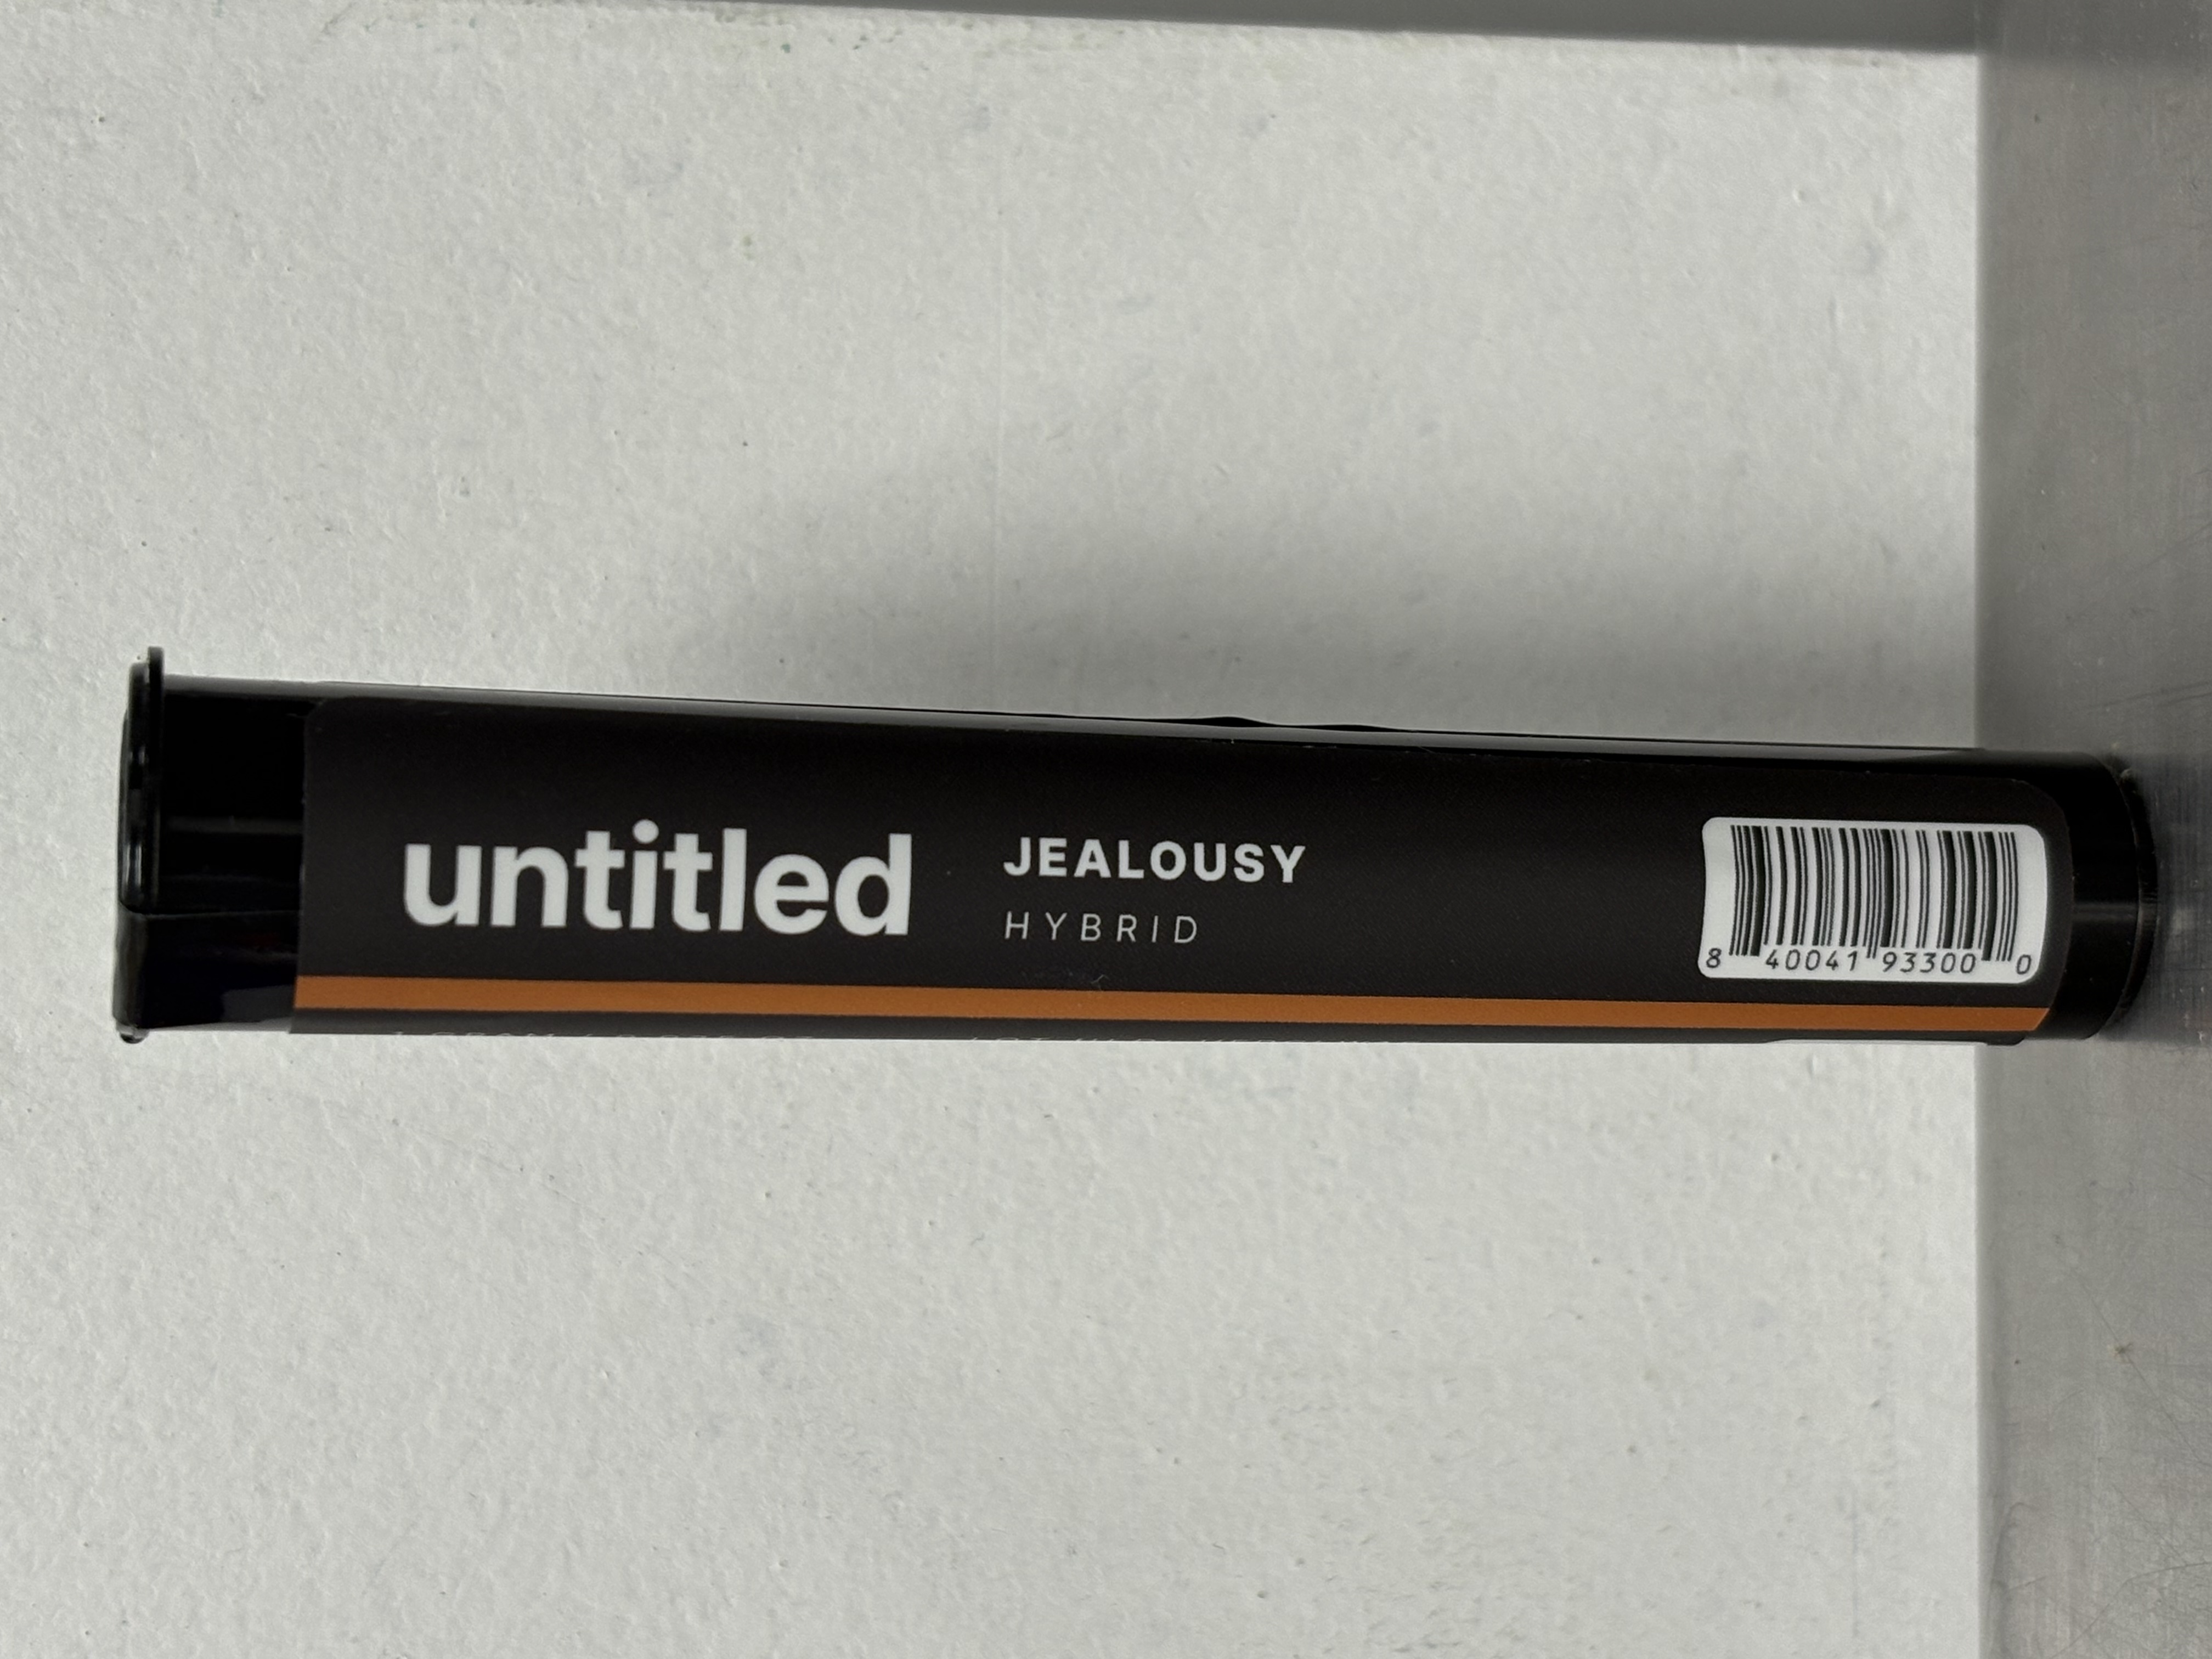 untitled
JEALOUSY
HYBRID
8 40041 93300 0